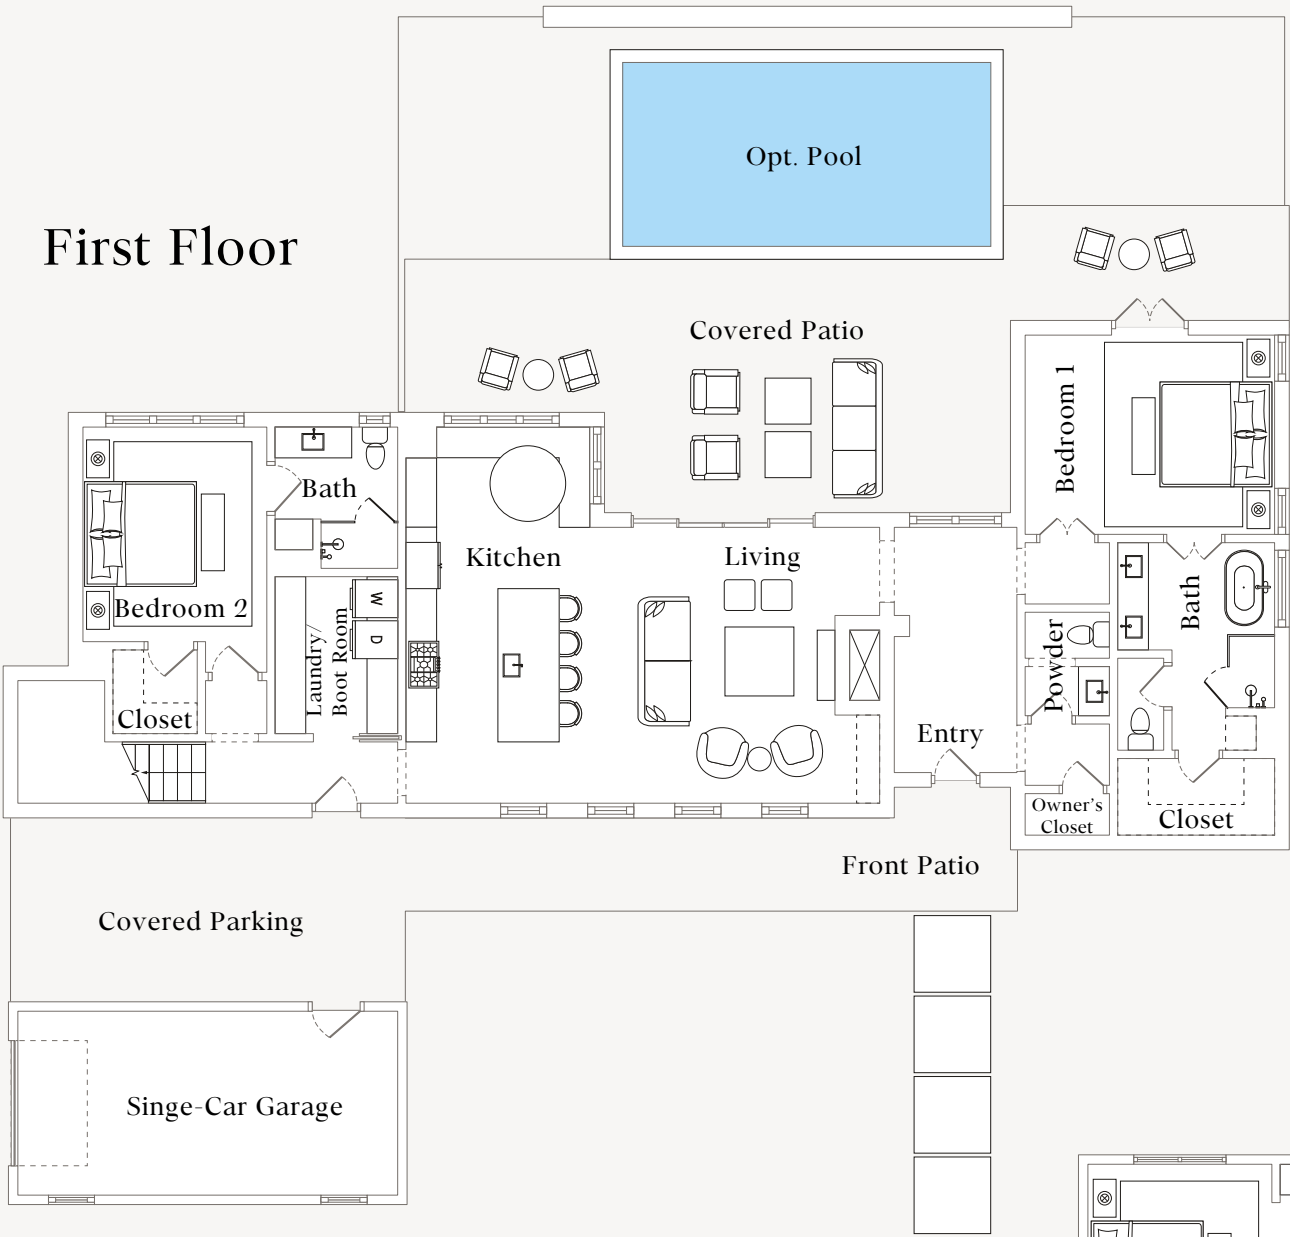 Opt. Pool
First Floor
Covered Patio
Bedroom 1
Bath
Kitchen
Living
Bedroom 2
W
D
Laundry/
Boot Room
Bath
Powder
Closet
Entry
Owner's
Closet
Closet
Front Patio
Covered Parking
Singe-Car Garage